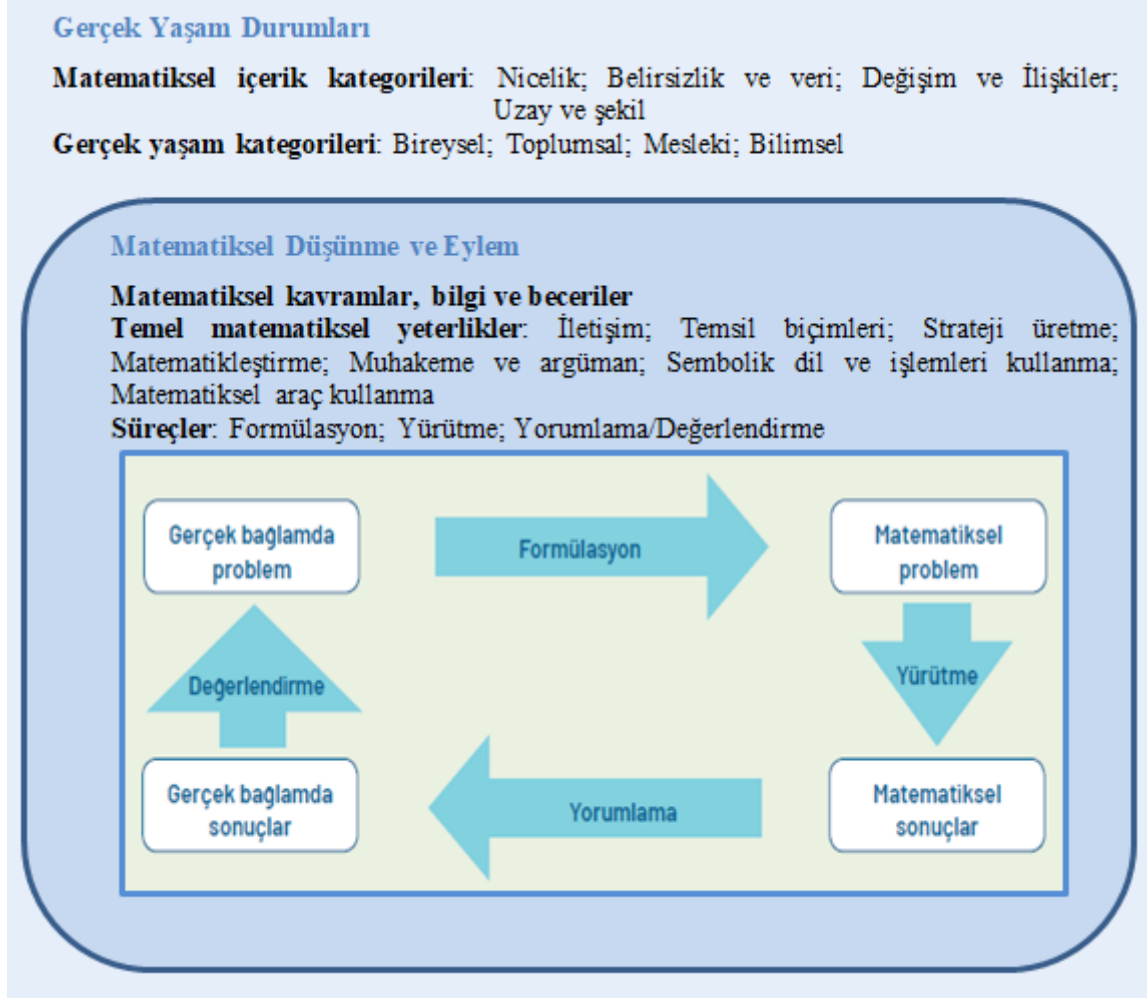 Gerçek Yaşam Durumları
Matematiksel içerik kategorileri: Nicelik; Belirsizlik ve veri; Değişim ve İlişkiler;
Uzay ve şekil
Gerçek yaşam kategorileri: Bireysel; Toplumsal; Mesleki; Bilimsel
Matematiksel Düşünme ve Eylem
Matematiksel kavramlar, bilgi ve beceriler
Temel matematiksel yeterlikler: İletişim; Temsil biçimleri; Strateji üretme;
Matematikleştirme; Muhakeme ve argüman; Sembolik dil ve işlemleri kullanma;
Matematiksel araç kullanma
Süreçler: Formülasyon; Yürütme; Yorumlama/Değerlendirme
Gerçek bağlamda
problem
Formülasyon
Matematiksel
problem
Değerlendirme
Yürütme
Gerçek bağlamda
sonuçlar
Yorumlama
Matematiksel
sonuçlar